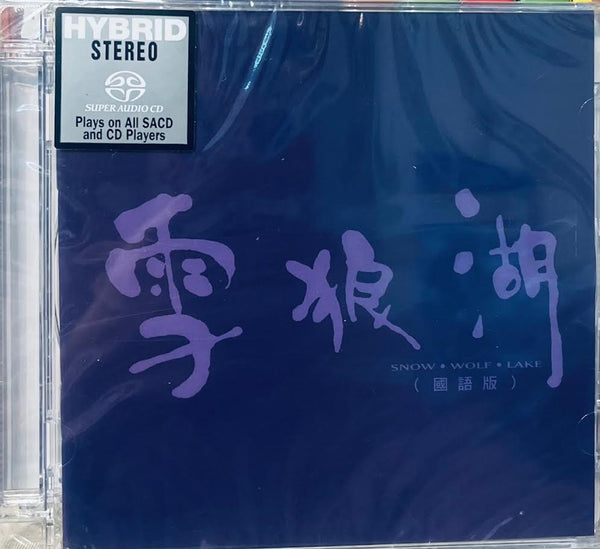 HYBRID
STEREO
SUPER AUDIO CD
Plays on All SACD
and CD Players
雪狼湖
SNOW • WOLF • LAKE
(國語版)